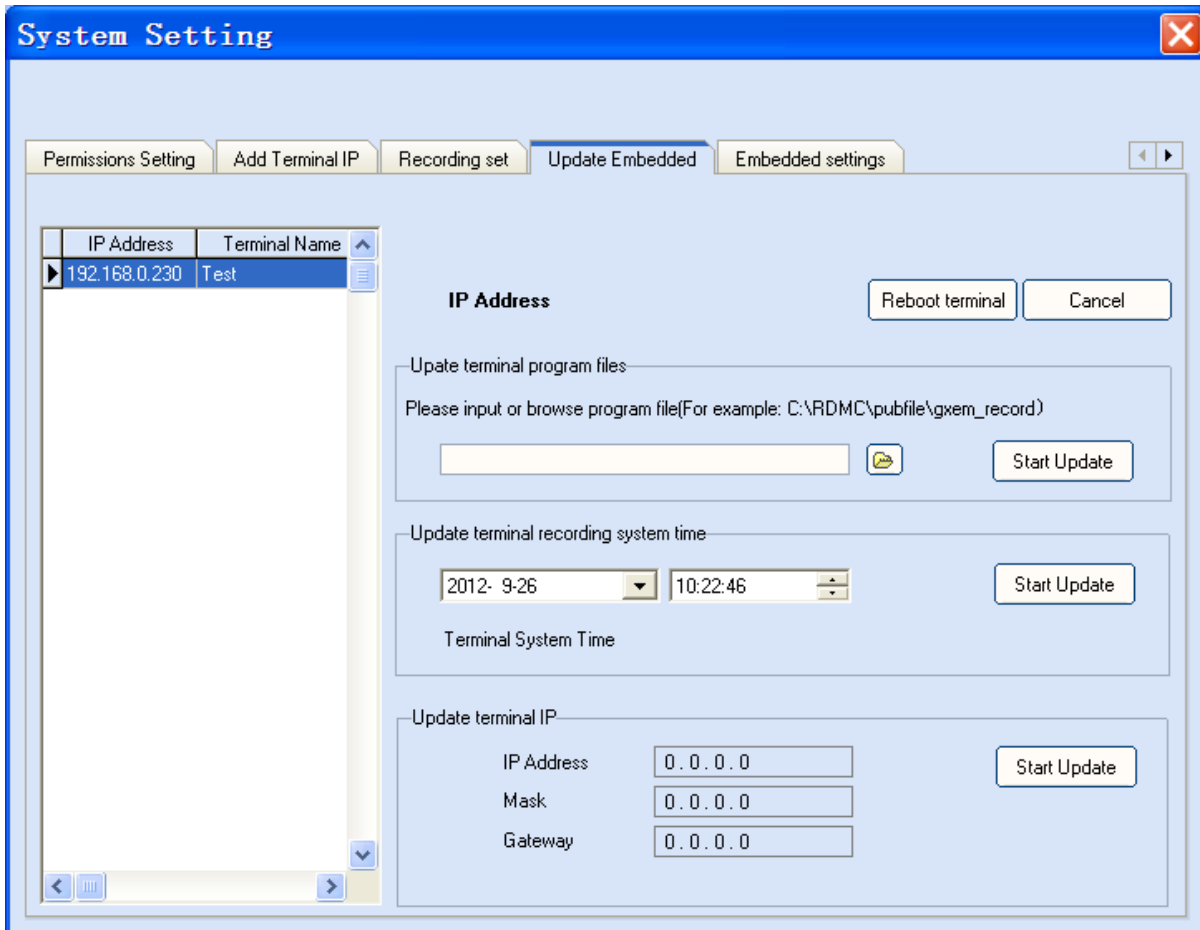 System Setting
Permissions Setting Add Terminal IP Recording set Update Embedded Embedded settings
IP Address Terminal Name
192.168.0.230 Test
IP Address Reboot terminal Cancel
Upate terminal program files
Please input or browse program file(For example: C:\RDMC\pubfile\gxem_record)
Start Update
Update terminal recording system time
2012- 9-26 10:22:46 Start Update
Terminal System Time
Update terminal IP
IP Address 0 . 0 . 0 . 0 Start Update
Mask 0 . 0 . 0 . 0
Gateway 0 . 0 . 0 . 0